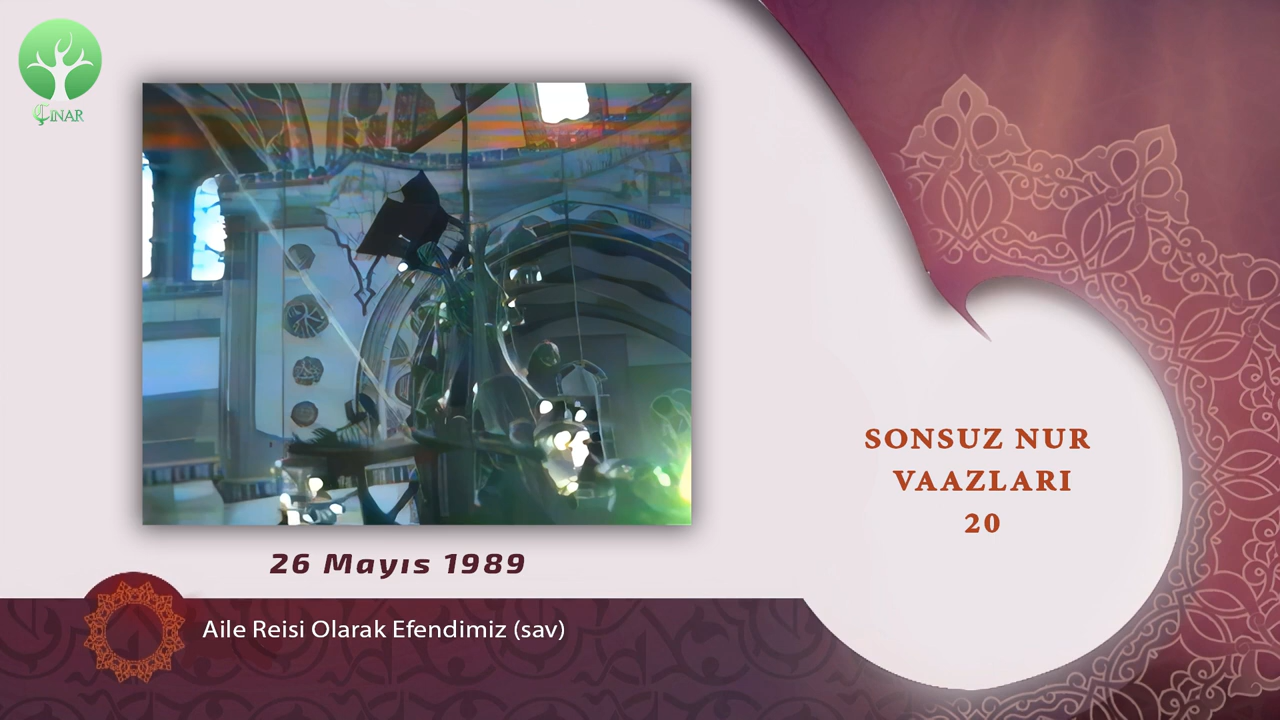 ÇINAR
SONSUZ NUR
VAAZLARI
20
26 Mayıs 1989
Aile Reisi Olarak Efendimiz (sav)